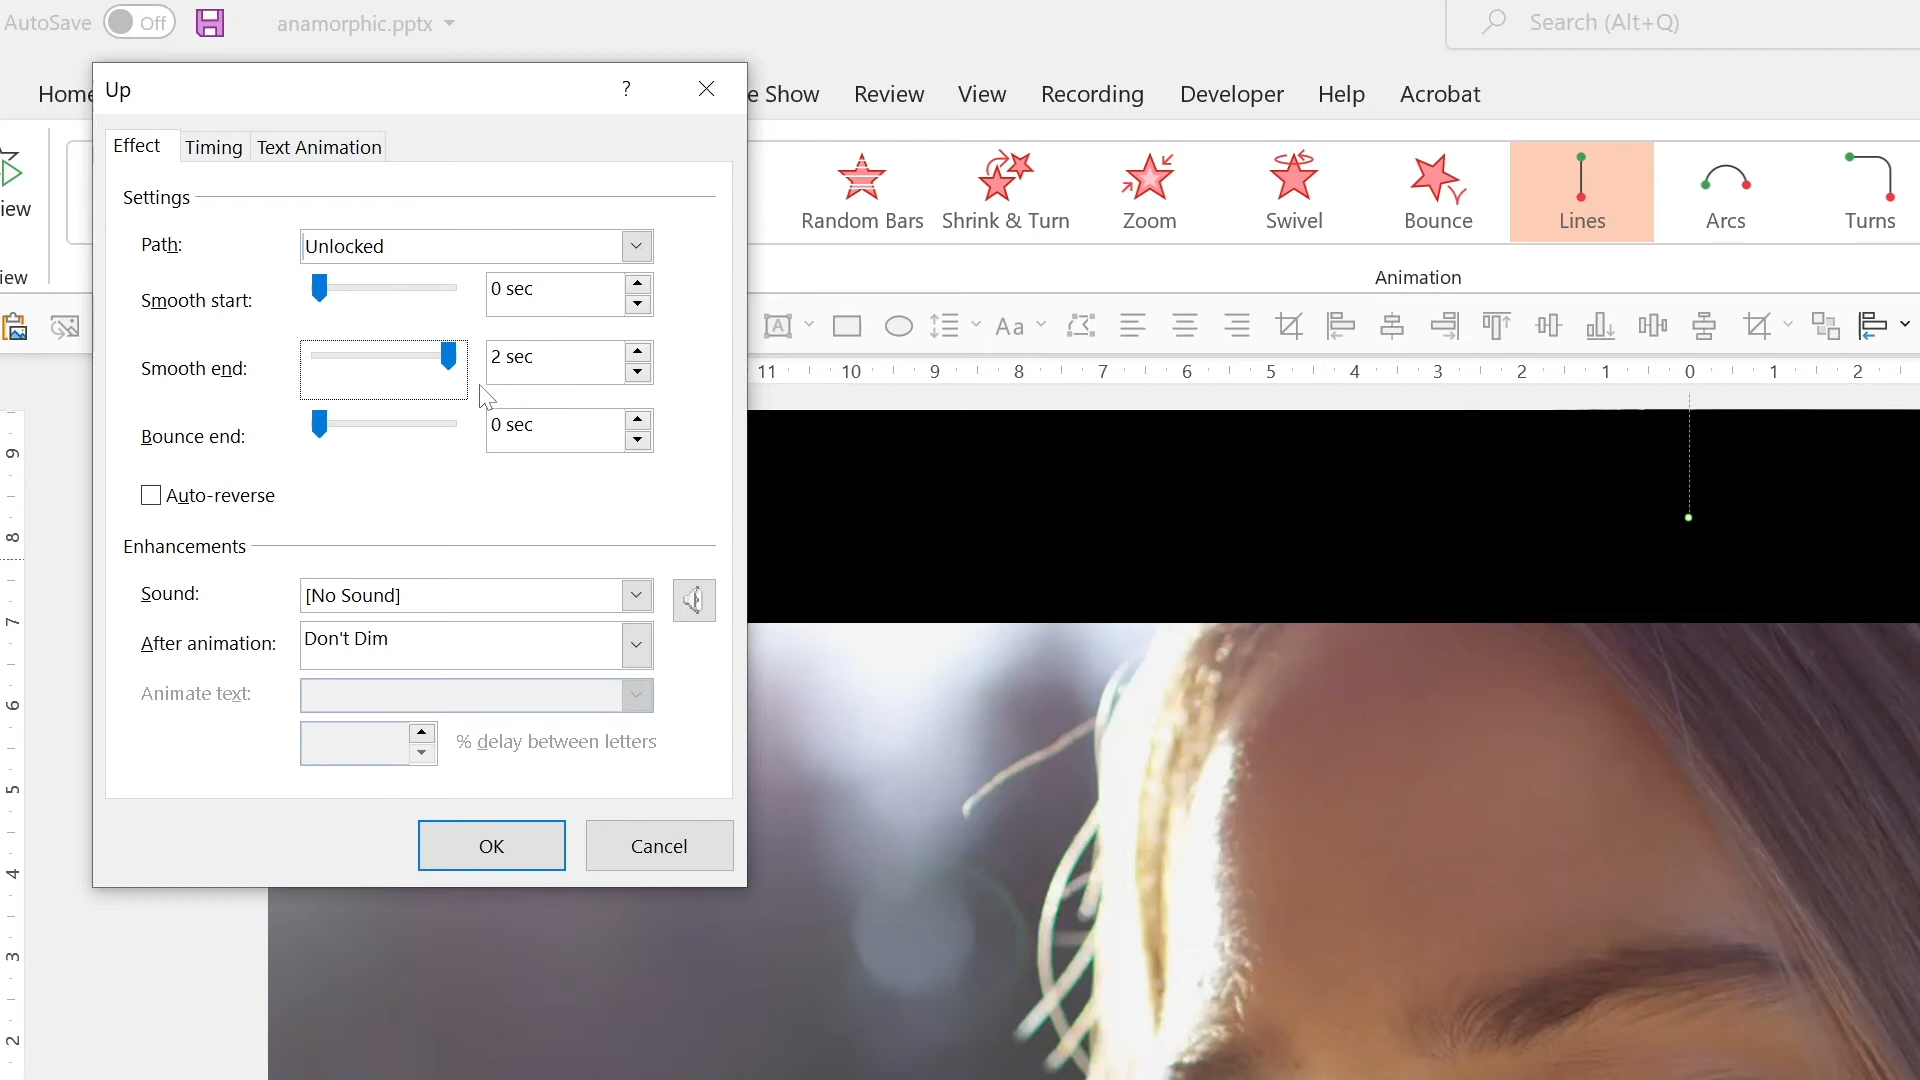 AutoSave Off anamorphic.pptx Search (Alt+Q)
Home e Show Review View Recording Developer Help Acrobat
Up ?
Effect Timing Text Animation
Settings
Path: Unlocked
Smooth start: 0 sec
Smooth end: 2 sec
Bounce end: 0 sec
Auto-reverse
Enhancements
Sound: [No Sound]
After animation: Don't Dim
Animate text:
% delay between letters
OK Cancel
iew
iew
Random Bars Shrink & Turn Zoom Swivel Bounce Lines Arcs Turns
Animation
A Aa
11 10 9 8 7 6 5 4 3 2 1 0 1 2
9
8
7
6
5
4
3
2